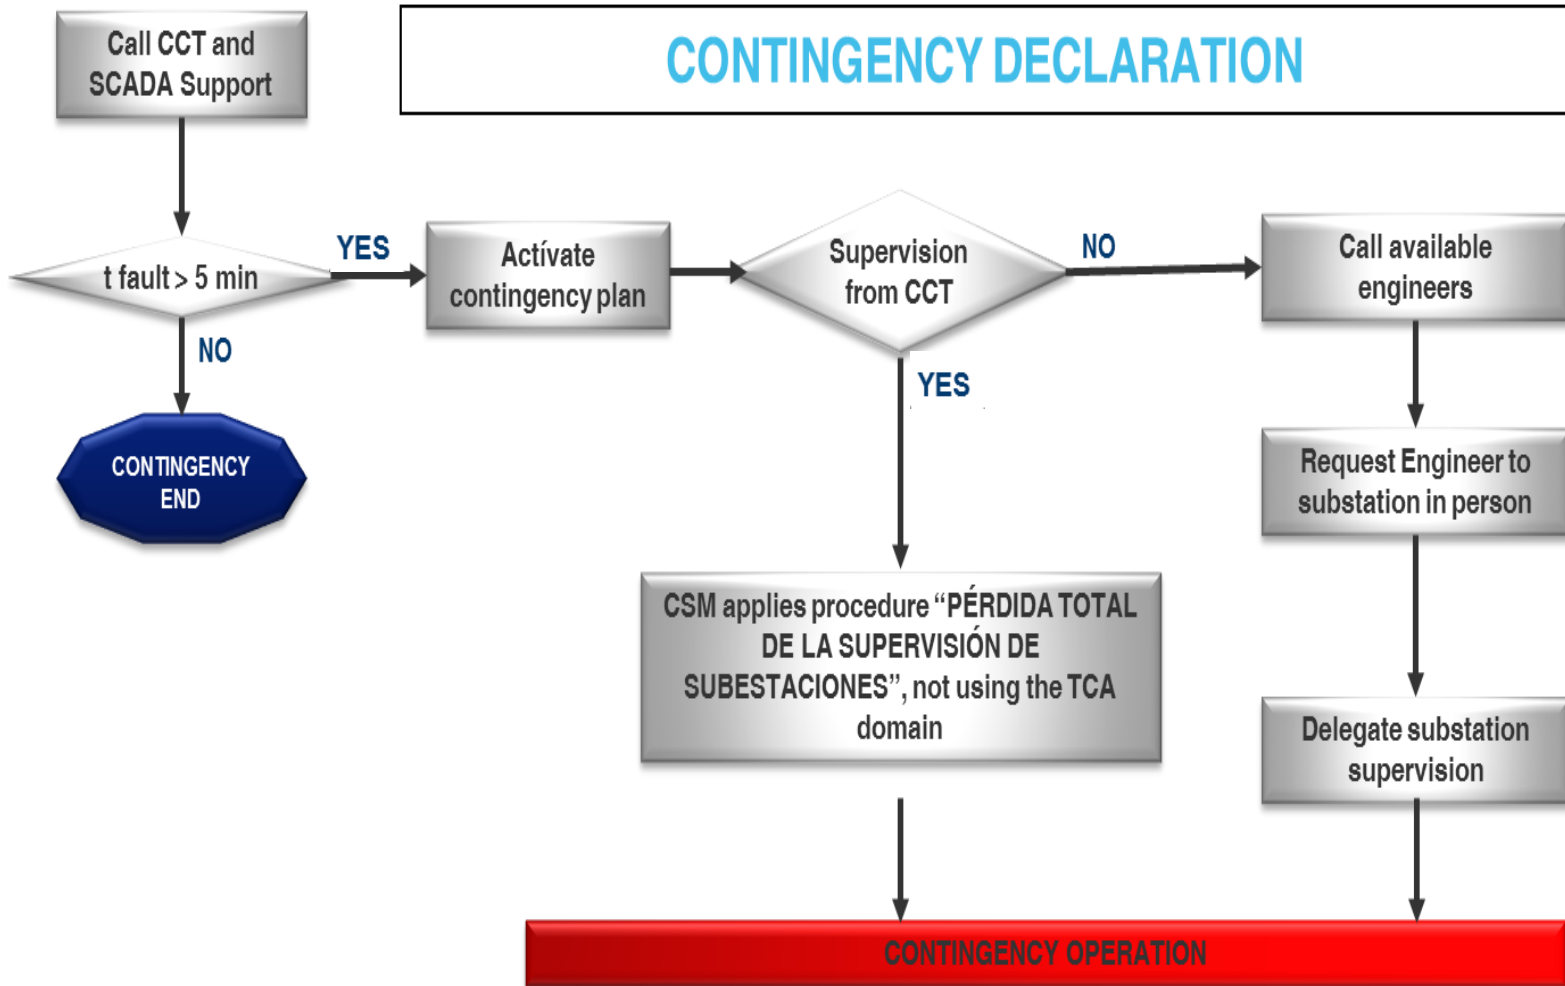 Call CCT and
SCADA Support
CONTINGENCY DECLARATION
t fault > 5 min
YES
Actívate
contingency plan
Supervision
from CCT
NO
Call available
engineers
NO
YES
CONTINGENCY
END
Request Engineer to
substation in person
CSM applies procedure “PÉRDIDA TOTAL
DE LA SUPERVISIÓN DE
SUBESTACIONES”, not using the TCA
domain
Delegate substation
supervision
CONTINGENCY OPERATION